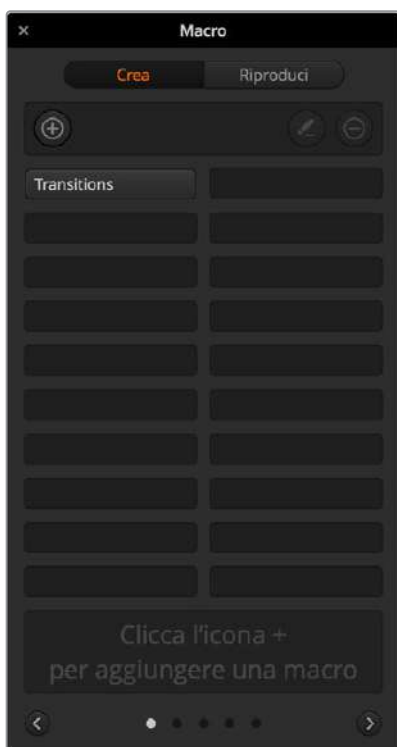 Macro
Crea
Riproduci
Transitions
Clicca l'icona +
per aggiungere una macro